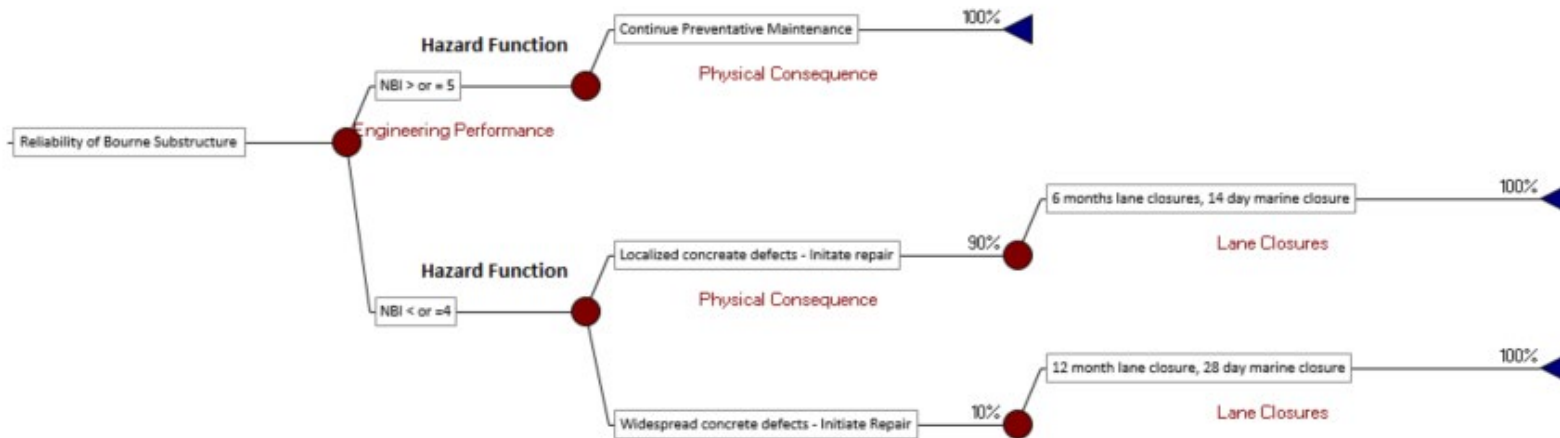 100%
Continue Preventative Maintenance
Hazard Function
Physical Consequence
NBI > or = 5
Engineering Performance
Reliability of Bourne Substructure
100%
6 months lane closures, 14 day marine closure
Lane Closures
90%
Localized concreate defects - Initate repair
Hazard Function
Physical Consequence
NBI < or =4
100%
12 month lane closure, 28 day marine closure
Lane Closures
10%
Widespread concrete defects - Initiate Repair